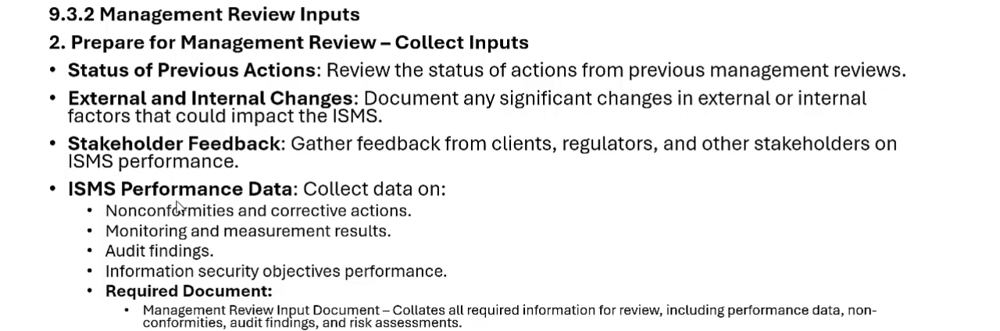 9.3.2 Management Review Inputs
2. Prepare for Management Review – Collect Inputs
• Status of Previous Actions: Review the status of actions from previous management reviews.
• External and Internal Changes: Document any significant changes in external or internal
factors that could impact the ISMS.
• Stakeholder Feedback: Gather feedback from clients, regulators, and other stakeholders on
ISMS performance.
• ISMS Performance Data: Collect data on:
• Nonconformities and corrective actions.
• Monitoring and measurement results.
• Audit findings.
• Information security objectives performance.
• Required Document:
• Management Review Input Document – Collates all required information for review, including performance data, non-
conformities, audit findings, and risk assessments.